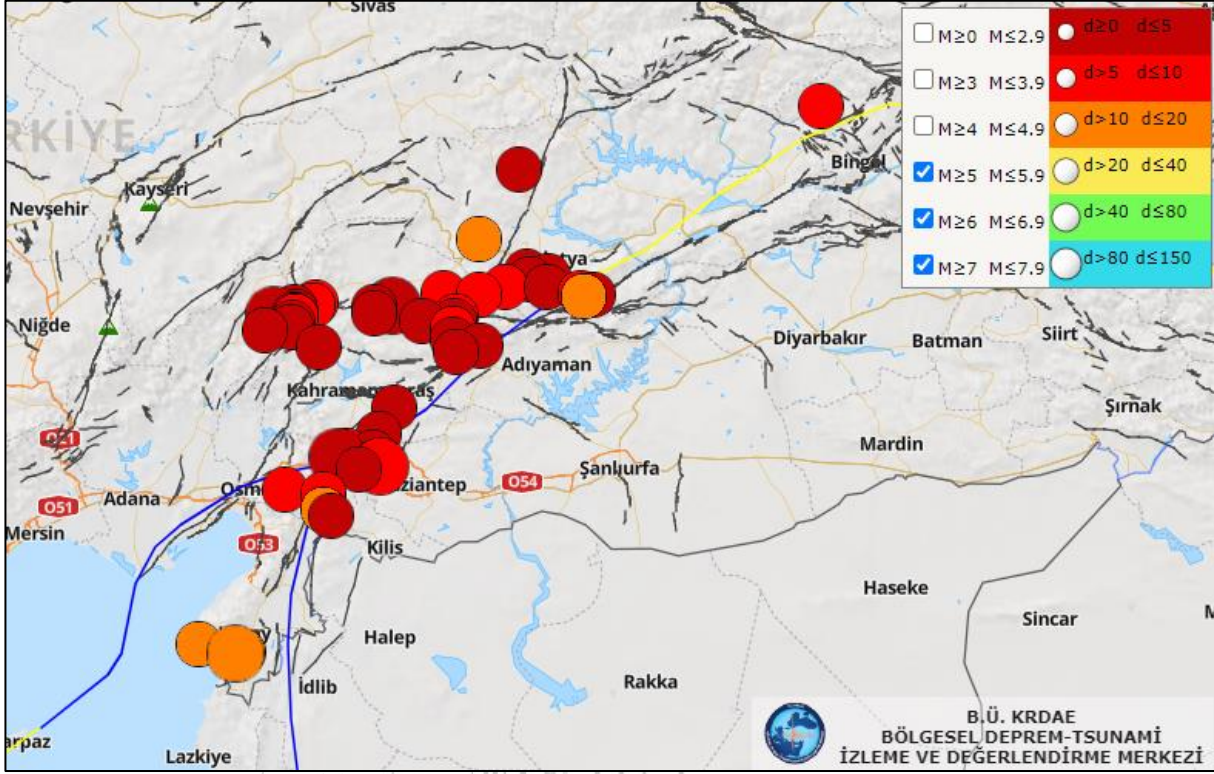 Sivas
RKİYE
Kayseri
Nevşehir
Bingöl
Niğde
Diyarbakır
Batman
Siirt
Adıyaman
Şırnak
Mardin
Şanlıurfa
O54
Adana
O51
Mersin
O53
Kilis
Haseke
Sincar
Halep
Rakka
İdlib
arpaz
Lazkiye
M≥0 M≤2.9 d≥0 d≤5
M≥3 M≤3.9 d>5 d≤10
M≥4 M≤4.9 d>10 d≤20
M≥5 M≤5.9 d>20 d≤40
M≥6 M≤6.9 d>40 d≤80
M≥7 M≤7.9 d>80 d≤150
B.Ü. KRDAE
BÖLGESEL DEPREM-TSUNAMİ
İZLEME VE DEĞERLENDİRME MERKEZİ